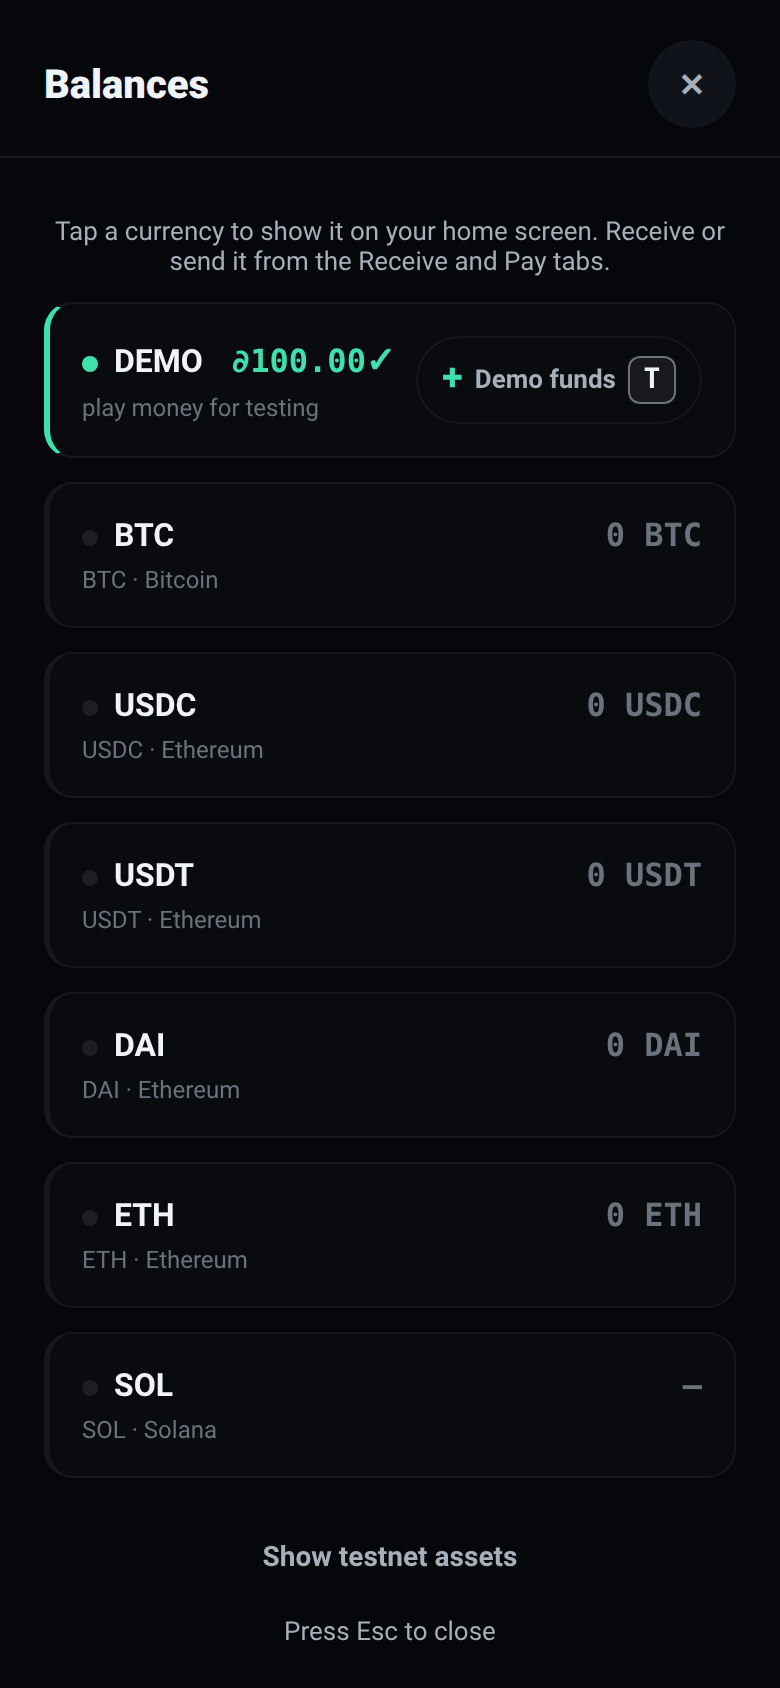 Balances
✕
Tap a currency to show it on your home screen. Receive or
send it from the Receive and Pay tabs.
DEMO ∂100.00✓
play money for testing
+ Demo funds T
BTC 0 BTC
BTC · Bitcoin
USDC 0 USDC
USDC · Ethereum
USDT 0 USDT
USDT · Ethereum
DAI 0 DAI
DAI · Ethereum
ETH 0 ETH
ETH · Ethereum
SOL —
SOL · Solana
Show testnet assets
Press Esc to close